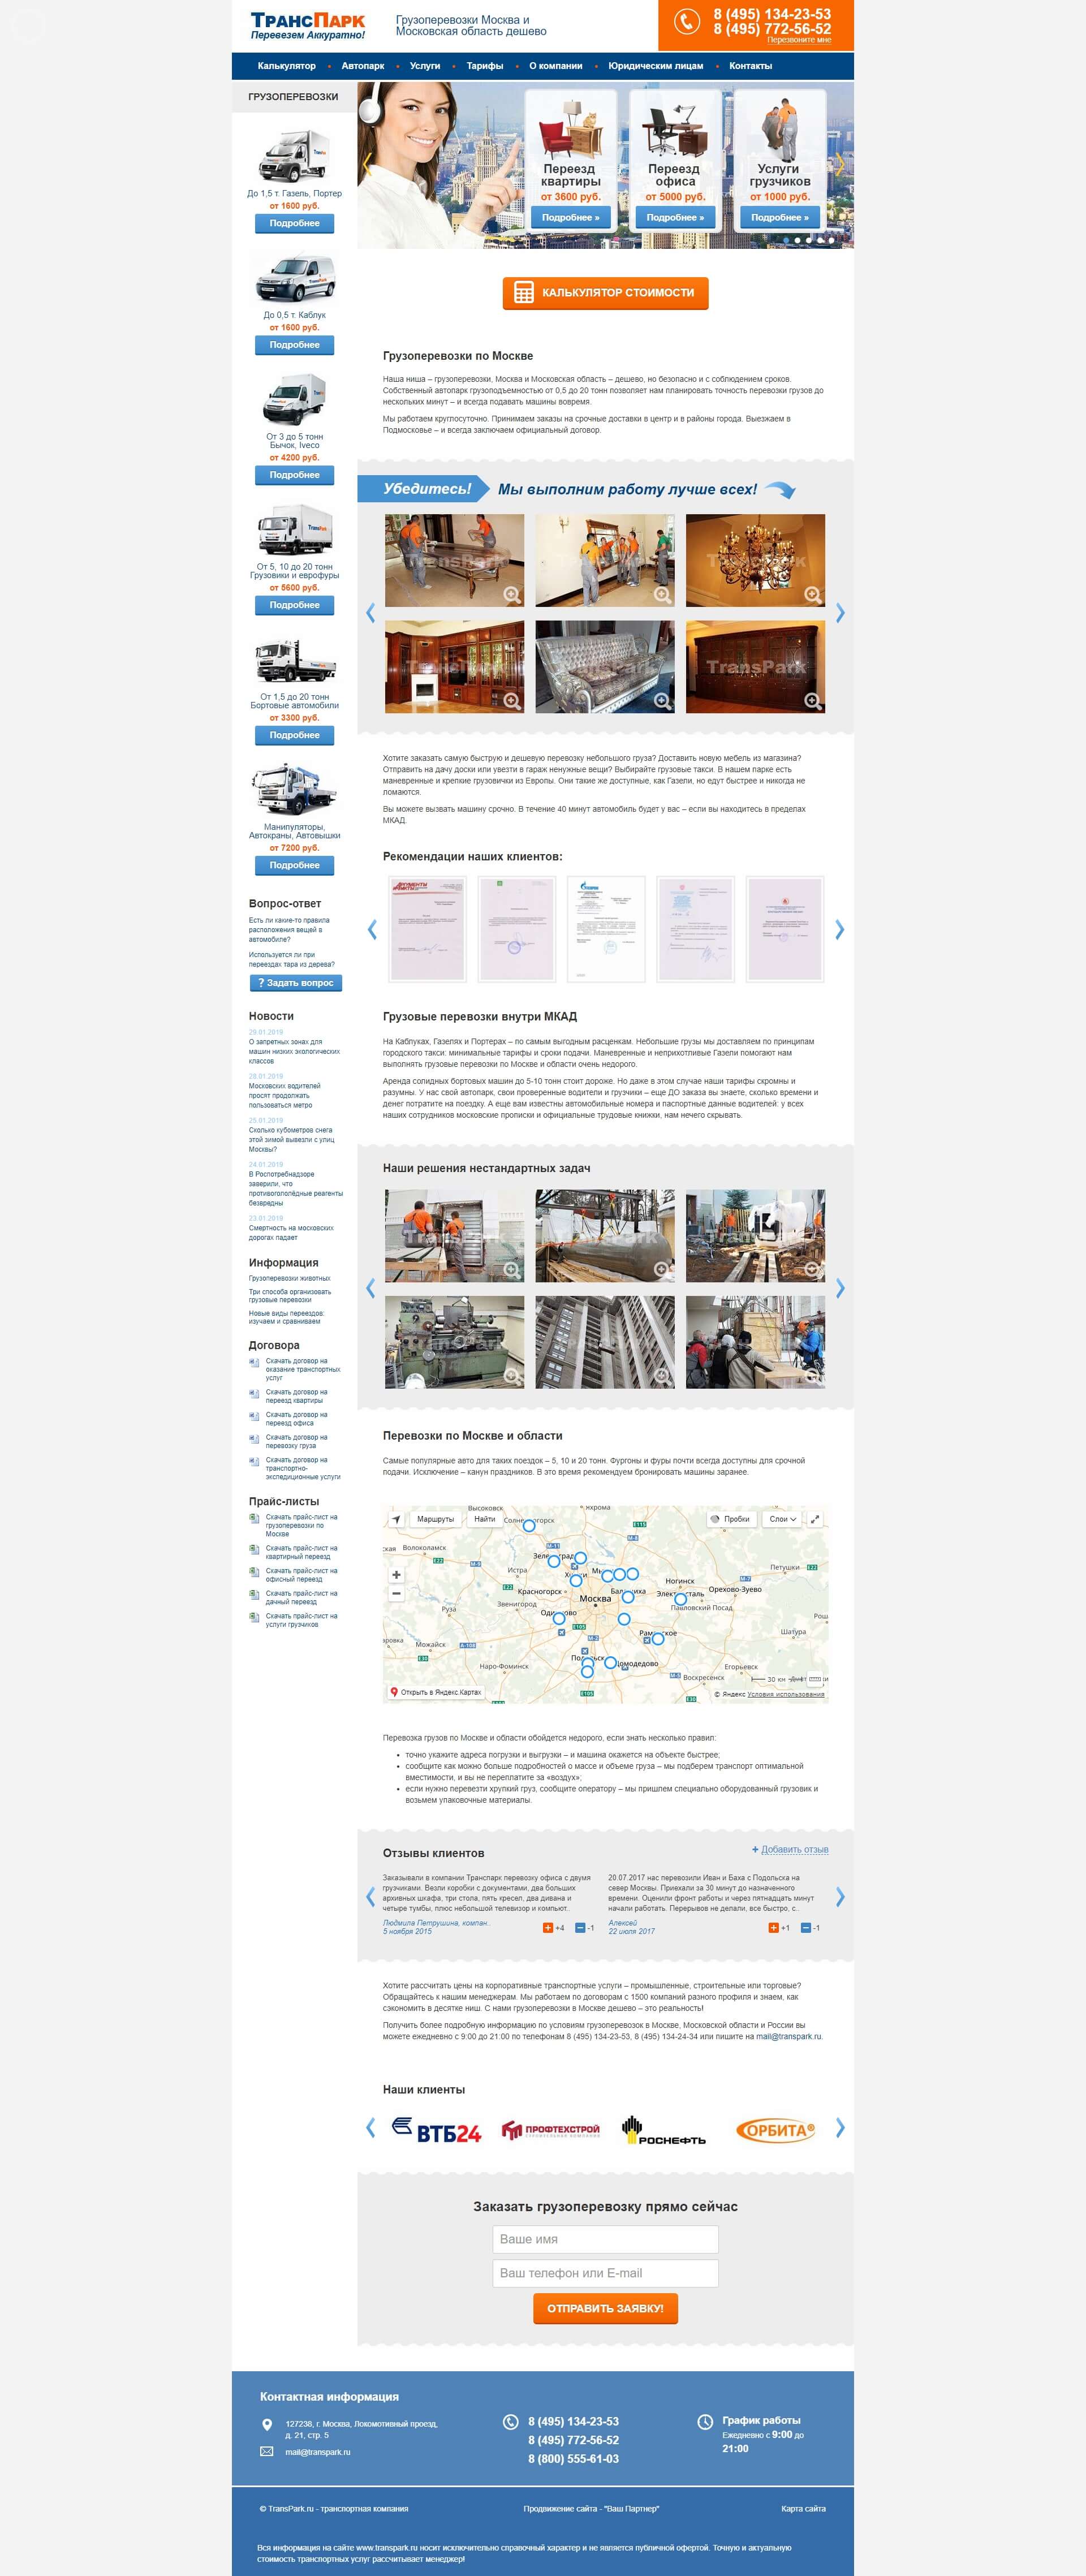 ТрансПарк
Перевезем Аккуратно!
Грузоперевозки Москва и
Московская область дешево
8 (495) 134-23-53
8 (495) 772-56-52
Перезвоните мне
Калькулятор
Автопарк
Услуги
Тарифы
О компании
Юридическим лицам
Контакты
ГРУЗОПЕРЕВОЗКИ
До 1,5 т. Газель, Портер
от 1600 руб.
Подробнее
До 0,5 т. Каблук
от 1600 руб.
Подробнее
От 3 до 5 тонн
Бычок, Iveco
от 4200 руб.
Подробнее
От 5, 10 до 20 тонн
Грузовики и еврофуры
от 5600 руб.
Подробнее
От 1,5 до 20 тонн
Бортовые автомобили
от 3300 руб.
Подробнее
Манипуляторы,
Автокраны, Автовышки
от 7200 руб.
Подробнее
Вопрос-ответ
Есть ли какие-то правила
расположения вещей в
автомобиле?
Используется ли при
переездах тара из дерева?
? Задать вопрос
Новости
29.01.2019
О запретных зонах для
машин низких экологических
классов
28.01.2019
Московских водителей
просят продолжать
пользоваться метро
25.01.2019
Сколько кубометров снега
этой зимой вывезли с улиц
Москвы?
24.01.2019
В Роспотребнадзоре
заверили, что
противогололёдные реагенты
безвредны
23.01.2019
Смертность на московских
дорогах падает
Информация
Грузоперевозки животных
Три способа организовать
грузовые перевозки
Новые виды переездов:
изучаем и сравниваем
Договора
Скачать договор на
оказание транспортных
услуг
Скачать договор на
переезд квартиры
Скачать договор на
переезд офиса
Скачать договор на
перевозку груза
Скачать договор на
транспортно-
экспедиционные услуги
Прайс-листы
Скачать прайс-лист на
грузоперевозки по
Москве
Скачать прайс-лист на
квартирный переезд
Скачать прайс-лист на
офисный переезд
Скачать прайс-лист на
дачный переезд
Скачать прайс-лист на
услуги грузчиков
Переезд
квартиры
от 3600 руб.
Подробнее »
Переезд
офиса
от 5000 руб.
Подробнее »
Услуги
грузчиков
от 1000 руб.
Подробнее »
КАЛЬКУЛЯТОР СТОИМОСТИ
Грузоперевозки по Москве
Наша ниша – грузоперевозки, Москва и Московская область – дешево, но безопасно и с соблюдением сроков.
Собственный автопарк грузоподъемностью от 0,5 до 20 тонн позволяет нам планировать точность перевозки грузов до
нескольких минут – и всегда подавать машины вовремя.
Мы работаем круглосуточно. Принимаем заказы на срочные доставки в центр и в районы города. Выезжаем в
Подмосковье – и всегда заключаем официальный договор.
Убедитесь!
Мы выполним работу лучше всех!
TransPark
TransPark
TransPark
TransPark
TransPark
TransPark
Хотите заказать самую быструю и дешевую перевозку небольшого груза? Доставить новую мебель из магазина?
Отправить на дачу доски или увезти в гараж ненужные вещи? Выбирайте грузовые такси. В нашем парке есть
маневренные и крепкие грузовички из Европы. Они такие же доступные, как Газели, но едут быстрее и никогда не
ломаются.
Вы можете вызвать машину срочно. В течение 40 минут автомобиль будет у вас – если вы находитесь в пределах
МКАД.
Рекомендации наших клиентов:
Грузовые перевозки внутри МКАД
На Каблуках, Газелях и Портерах – по самым выгодным расценкам. Небольшие грузы мы доставляем по принципам
городского такси: минимальные тарифы и сроки подачи. Маневренные и неприхотливые Газели помогают нам
выполнять грузовые перевозки по Москве и области очень недорого.
Аренда солидных бортовых машин до 5-10 тонн стоит дороже. Но даже в этом случае наши тарифы скромны и
разумны. У нас свой автопарк, свои проверенные водители и грузчики – еще ДО заказа вы знаете, сколько времени и
денег потратите на поездку. А еще вам известны автомобильные номера и паспортные данные водителей: у всех
наших сотрудников московские прописки и официальные трудовые книжки, нам нечего скрывать.
Наши решения нестандартных задач
Перевозки по Москве и области
Самые популярные авто для таких поездок – 5, 10 и 20 тонн. Фургоны и фуры почти всегда доступны для срочной
подачи. Исключение – канун праздников. В это время рекомендуем бронировать машины заранее.
Маршруты
Найти
Пробки
Слои
Высоковск
Яхрома
Волоколамск
Истра
Красногорск
Звенигород
Руза
Можайск
Наро-Фоминск
Москва
Ногинск
Павловский Посад
Орехово-Зуево
Петушки
Шатура
Егорьевск
Воскресенск
Домодедово
30 км
Открыть в Яндекс.Картах
© Яндекс Условия использования
Перевозка грузов по Москве и области обойдется недорого, если знать несколько правил:
точно укажите адреса погрузки и выгрузки – и машина окажется на объекте быстрее;
сообщите как можно больше подробностей о массе и объеме груза – мы подберем транспорт оптимальной
вместимости, и вы не переплатите за «воздух»;
если нужно перевезти хрупкий груз, сообщите оператору – мы пришлем специально оборудованный грузовик и
возьмем упаковочные материалы.
Отзывы клиентов
+ Добавить отзыв
Заказывали в компании Транспарк перевозку офиса с двумя
грузчиками. Везли коробки с документами, два больших
архивных шкафа, три стола, пять кресел, два дивана и
четыре тумбы, плюс небольшой телевизор и компьют..
Людмила Петрушина, компан..
5 ноября 2015
+4
-1
20.07.2017 нас перевозили Иван и Баха с Подольска на
север Москвы. Приехали за 30 минут до назначенного
времени. Оценили фронт работы и через пятнадцать минут
начали работать. Перерывов не делали, все быстро, с..
Алексей
22 июля 2017
+1
-1
Хотите рассчитать цены на корпоративные транспортные услуги – промышленные, строительные или торговые?
Обращайтесь к нашим менеджерам. Мы работаем по договорам с 1500 компаний разного профиля и знаем, как
сэкономить в десятке ниш. С нами грузоперевозки в Москве дешево – это реальность!
Получить более подробную информацию по условиям грузоперевозок в Москве, Московской области и России вы
можете ежедневно с 9:00 до 21:00 по телефонам 8 (495) 134-23-53, 8 (495) 134-24-34 или пишите на mail@transpark.ru.
Наши клиенты
ВТБ24
ПРОФТЕХСТРОЙ
РОСНЕФТЬ
ОРБИТА®
Заказать грузоперевозку прямо сейчас
Ваше имя
Ваш телефон или E-mail
ОТПРАВИТЬ ЗАЯВКУ!
Контактная информация
127238, г. Москва, Локомотивный проезд,
д. 21, стр. 5
mail@transpark.ru
8 (495) 134-23-53
8 (495) 772-56-52
8 (800) 555-61-03
График работы
Ежедневно с 9:00 до
21:00
© TransPark.ru - транспортная компания
Продвижение сайта - "Ваш Партнер"
Карта сайта
Вся информация на сайте www.transpark.ru носит исключительно справочный характер и не является публичной офертой. Точную и актуальную
стоимость транспортных услуг рассчитывает менеджер!